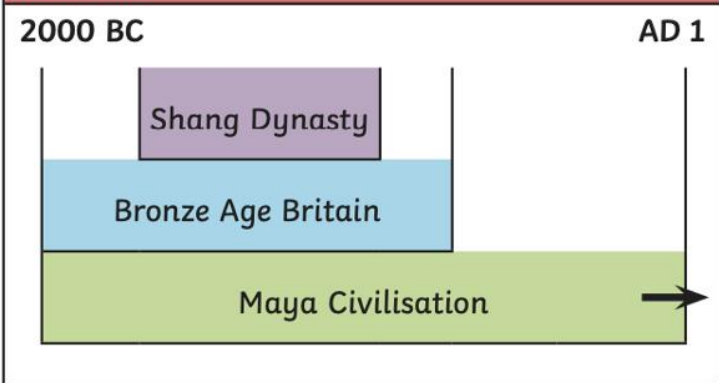 2000 BC AD 1
Shang Dynasty
Bronze Age Britain
Maya Civilisation